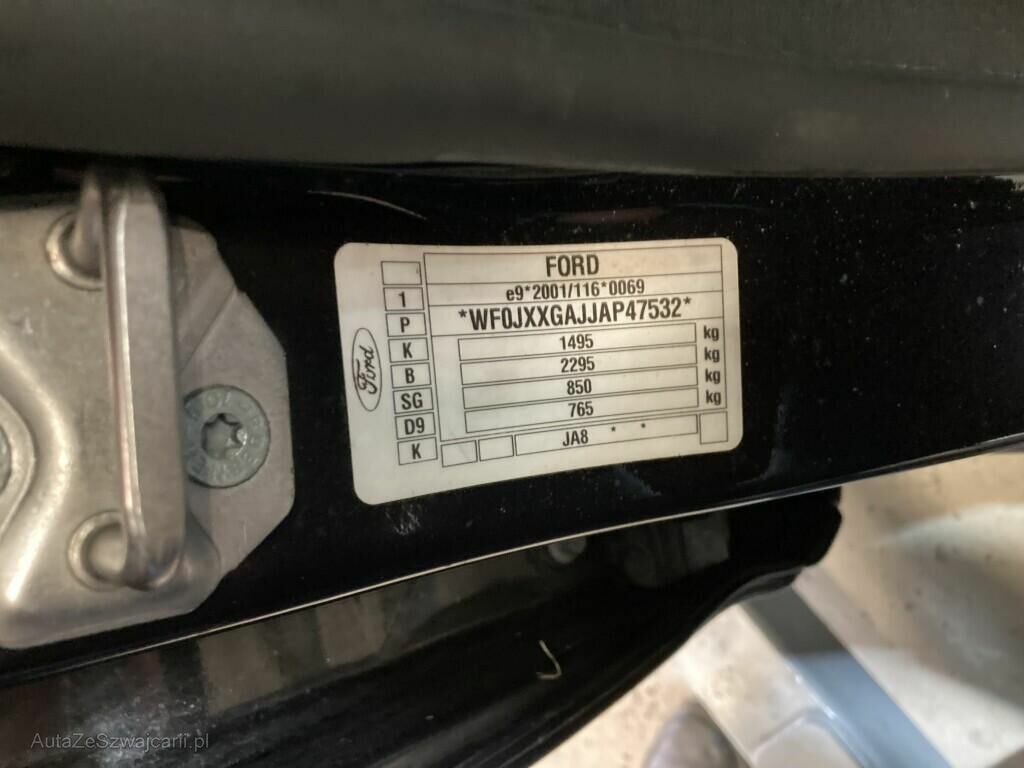 FORD
1 e9*2001/116*0069
P *WF0JXXGAJJAP47532*
K 1495 kg
B 2295 kg
SG 850 kg
D9 765 kg
K JA8 * *
Ford
AutaZeSzwajcarii.pl